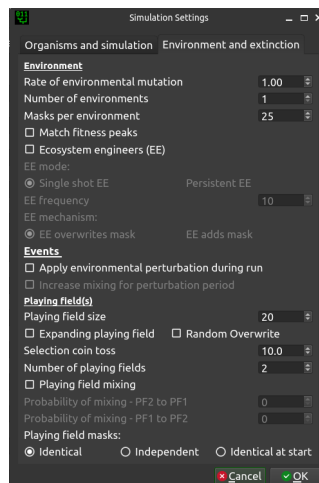 Simulation Settings
Organisms and simulation Environment and extinction
Environment
Rate of environmental mutation 1.00
Number of environments 1
Masks per environment 25
Match fitness peaks
Ecosystem engineers (EE)
EE mode:
Single shot EE Persistent EE
EE frequency 10
EE mechanism:
EE overwrites mask EE adds mask
Events
Apply environmental perturbation during run
Increase mixing for perturbation period
Playing field(s)
Playing field size 20
Expanding playing field Random Overwrite
Selection coin toss 10.0
Number of playing fields 2
Playing field mixing
Probability of mixing - PF2 to PF1 0
Probability of mixing - PF1 to PF2 0
Playing field masks:
Identical Independent Identical at start
Cancel OK